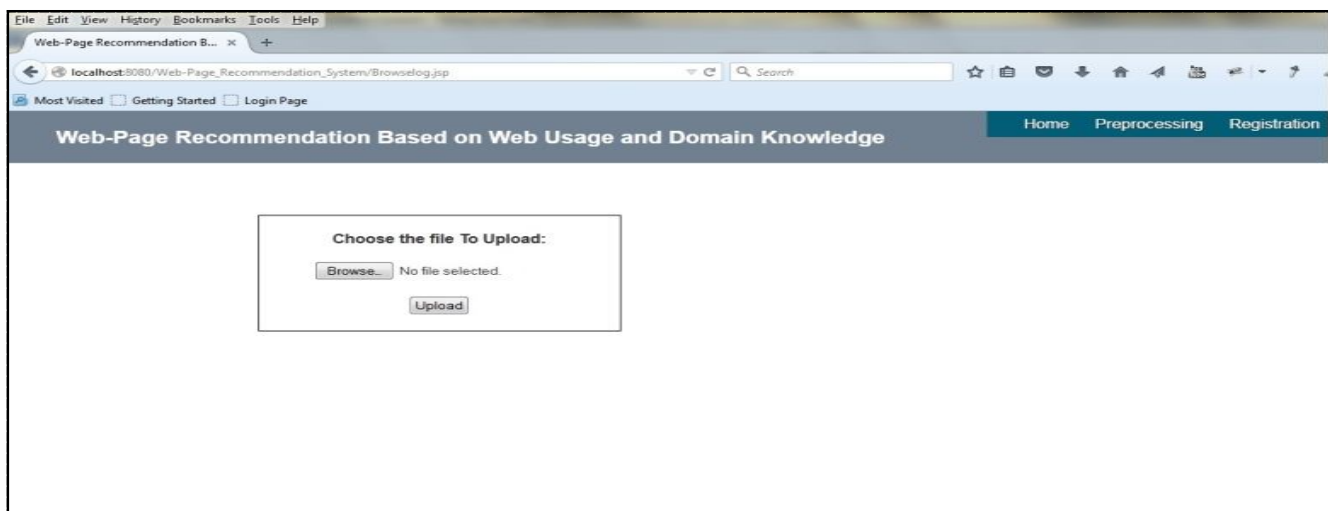 File Edit View History Bookmarks Tools Help
Web-Page Recommendation B... × +
localhost:8080/Web-Page_Recommendation_System/Browselog.jsp Search
Most Visited Getting Started Login Page
Web-Page Recommendation Based on Web Usage and Domain Knowledge Home Preprocessing Registration
Choose the file To Upload:
Browse... No file selected.
Upload